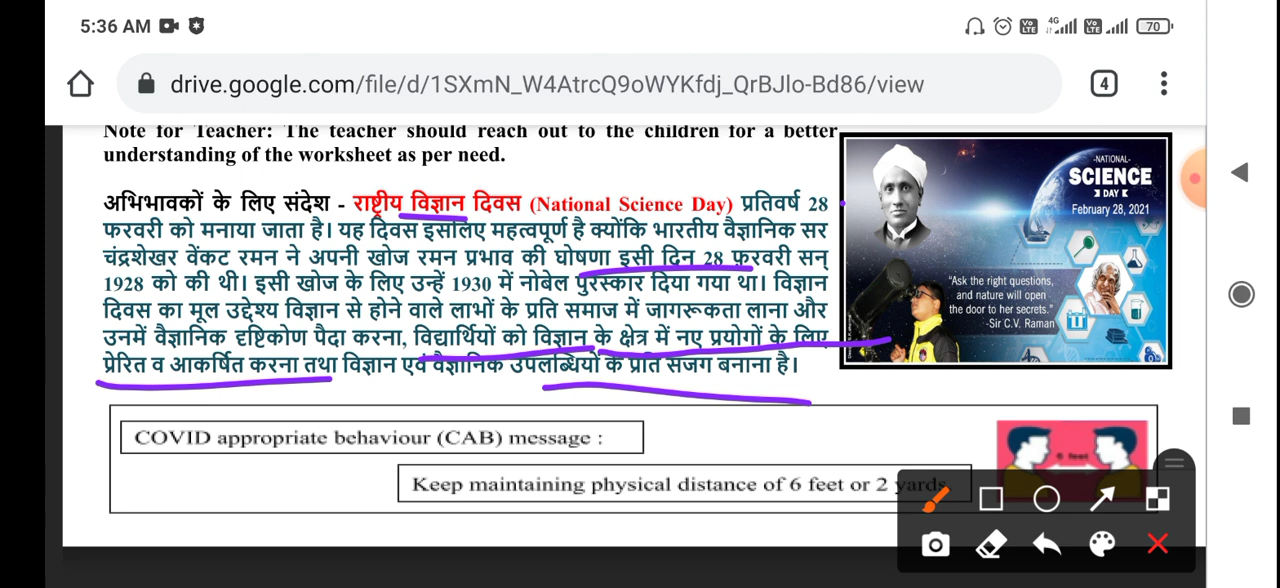 5:36 AM
4G
70
drive.google.com/file/d/1SXmN_W4AtrcQ9oWYKfdj_QrBJlo-Bd86/view
4
Note for Teacher: The teacher should reach out to the children for a better
understanding of the worksheet as per need.
अभिभावकों के लिए संदेश - राष्ट्रीय विज्ञान दिवस (National Science Day) प्रतिवर्ष 28
फरवरी को मनाया जाता है। यह दिवस इसलिए महत्वपूर्ण है क्योंकि भारतीय वैज्ञानिक सर
चंद्रशेखर वेंकट रमन ने अपनी खोज रमन प्रभाव की घोषणा इसी दिन 28 फरवरी सन्
1928 को की थी। इसी खोज के लिए उन्हें 1930 में नोबेल पुरस्कार दिया गया था। विज्ञान
दिवस का मूल उद्देश्य विज्ञान से होने वाले लाभों के प्रति समाज में जागरूकता लाना और
उनमें वैज्ञानिक दृष्टिकोण पैदा करना, विद्यार्थियों को विज्ञान के क्षेत्र में नए प्रयोगों के लिए
प्रेरित व आकर्षित करना तथा विज्ञान एवं वैज्ञानिक उपलब्धियों के प्रति सजग बनाना है।
-NATIONAL-
SCIENCE
DAY
February 28, 2021
“Ask the right questions,
and nature will open
the door to her secrets.”
-Sir C.V. Raman
COVID appropriate behaviour (CAB) message :
6 feet
Keep maintaining physical distance of 6 feet or 2 yards